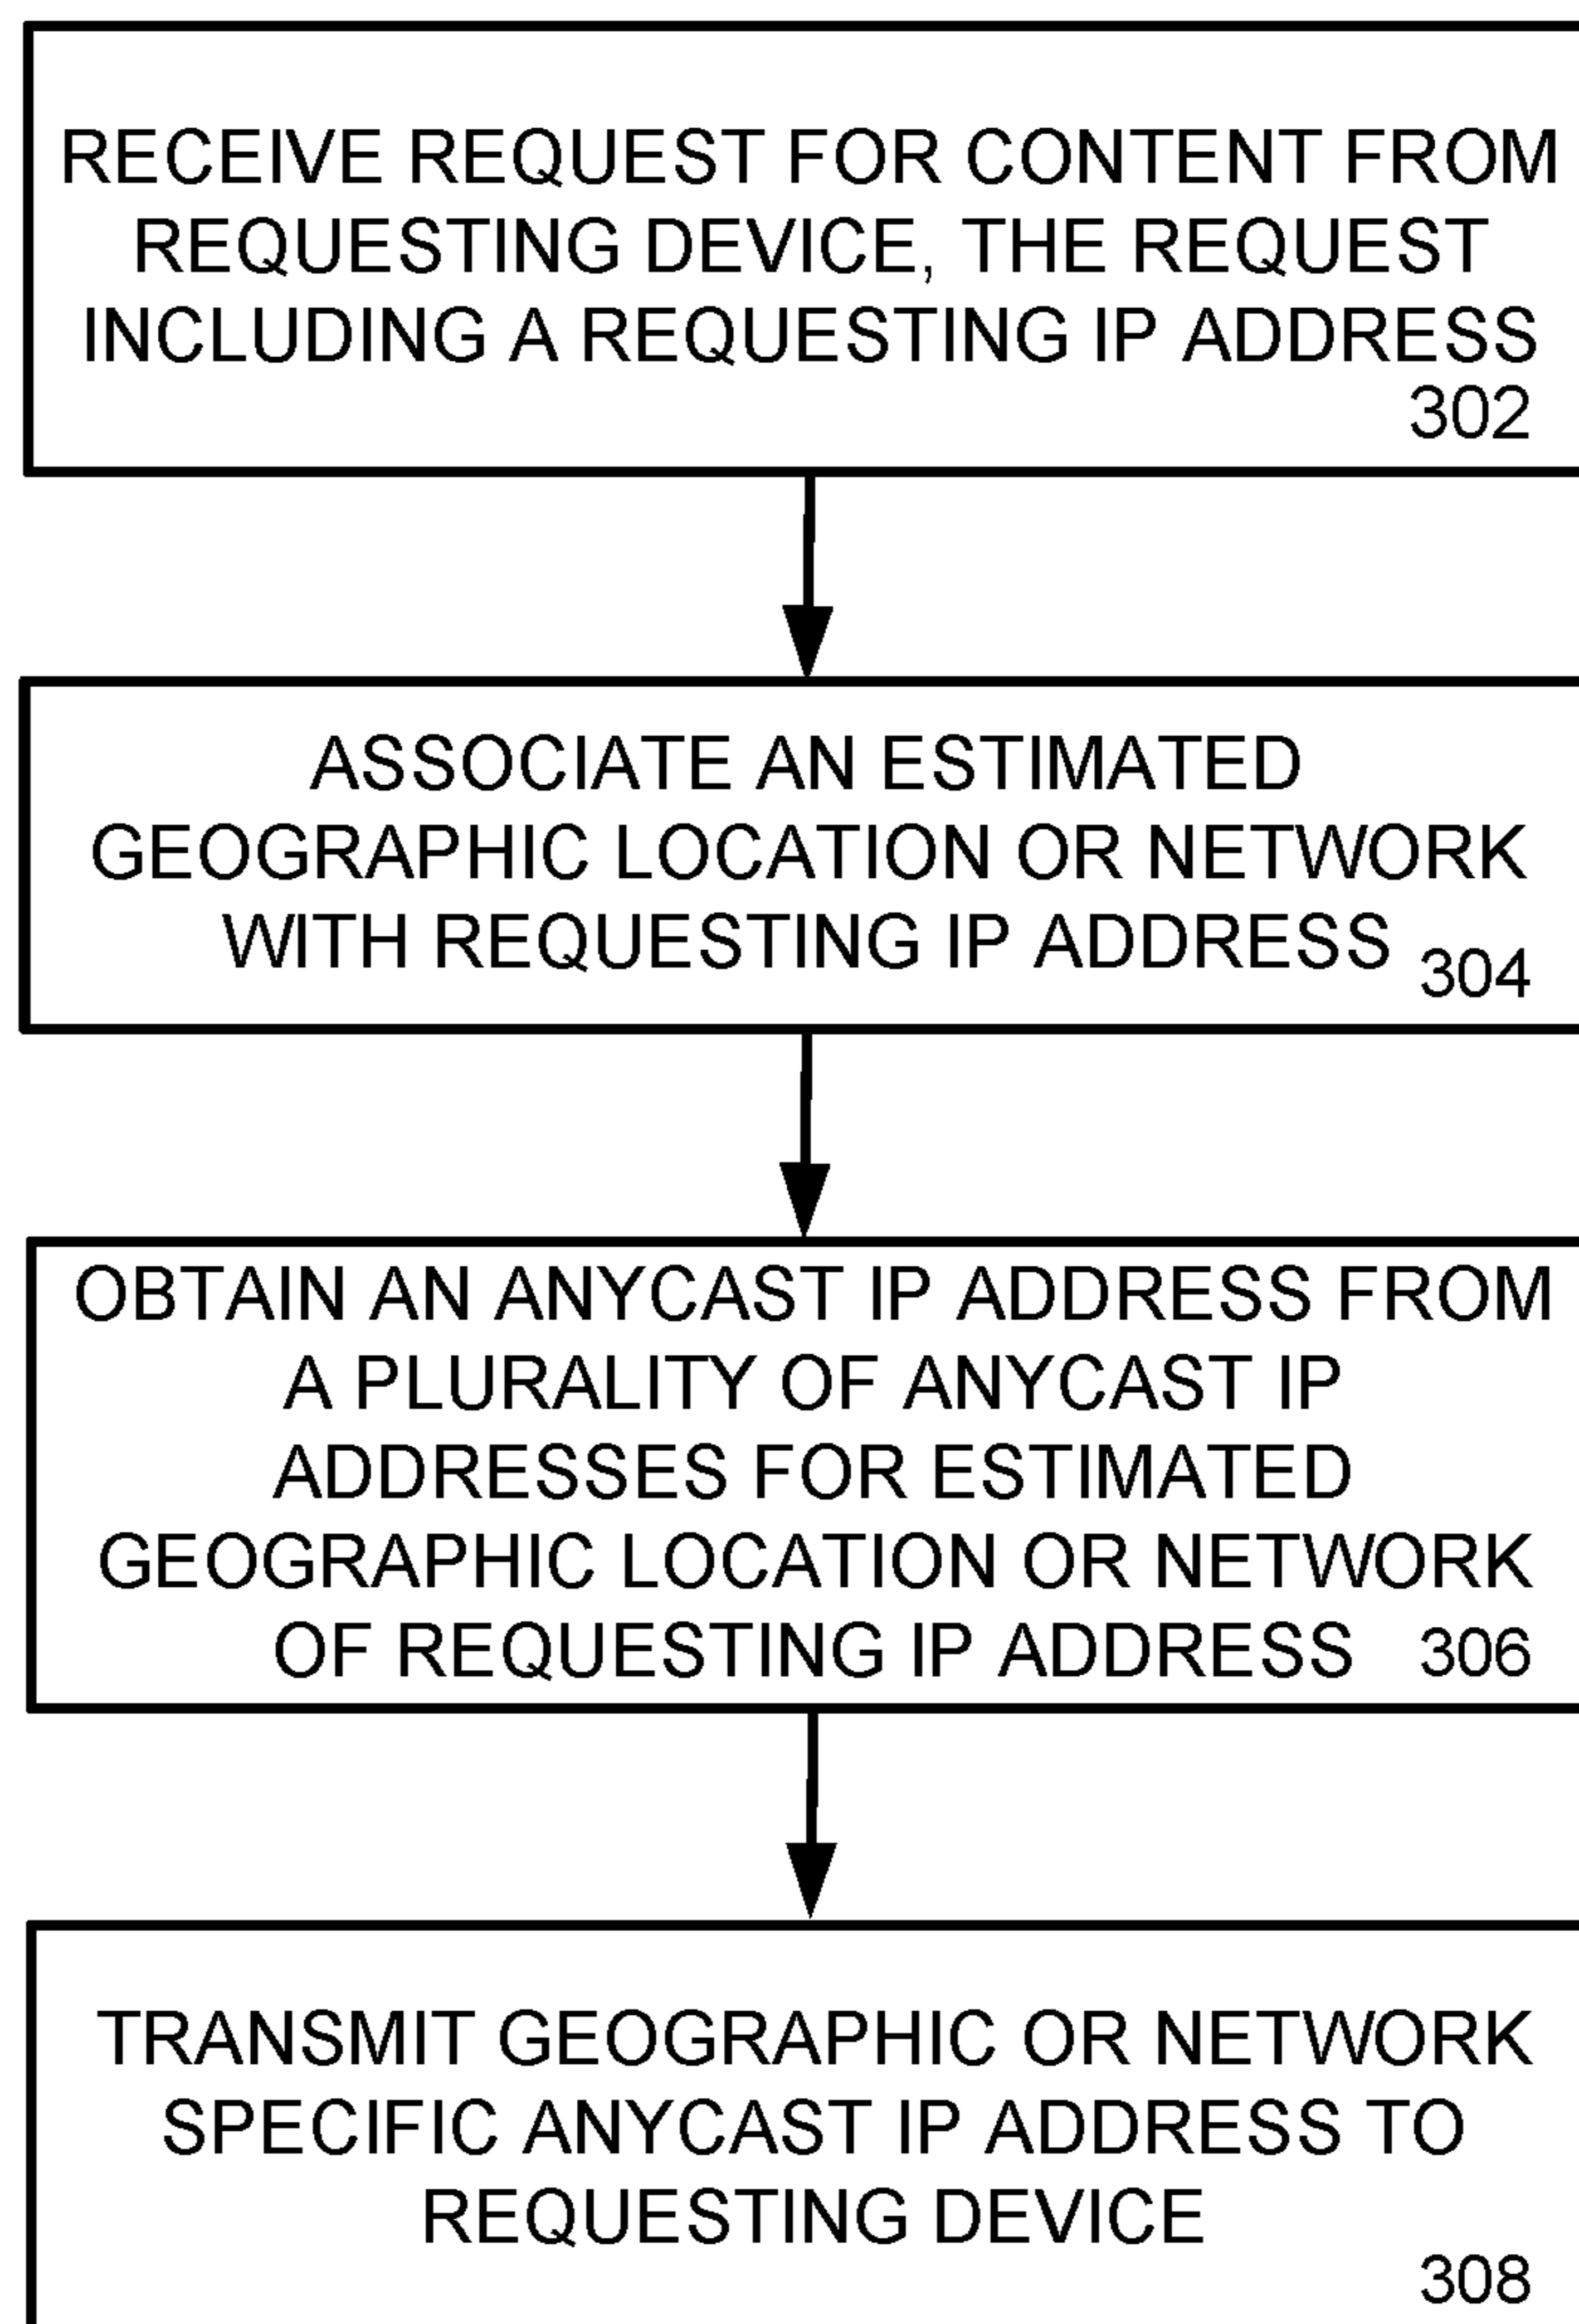 RECEIVE REQUEST FOR CONTENT FROM
REQUESTING DEVICE, THE REQUEST
INCLUDING A REQUESTING IP ADDRESS
302
ASSOCIATE AN ESTIMATED
GEOGRAPHIC LOCATION OR NETWORK
WITH REQUESTING IP ADDRESS 304
OBTAIN AN ANYCAST IP ADDRESS FROM
A PLURALITY OF ANYCAST IP
ADDRESSES FOR ESTIMATED
GEOGRAPHIC LOCATION OR NETWORK
OF REQUESTING IP ADDRESS 306
TRANSMIT GEOGRAPHIC OR NETWORK
SPECIFIC ANYCAST IP ADDRESS TO
REQUESTING DEVICE
308